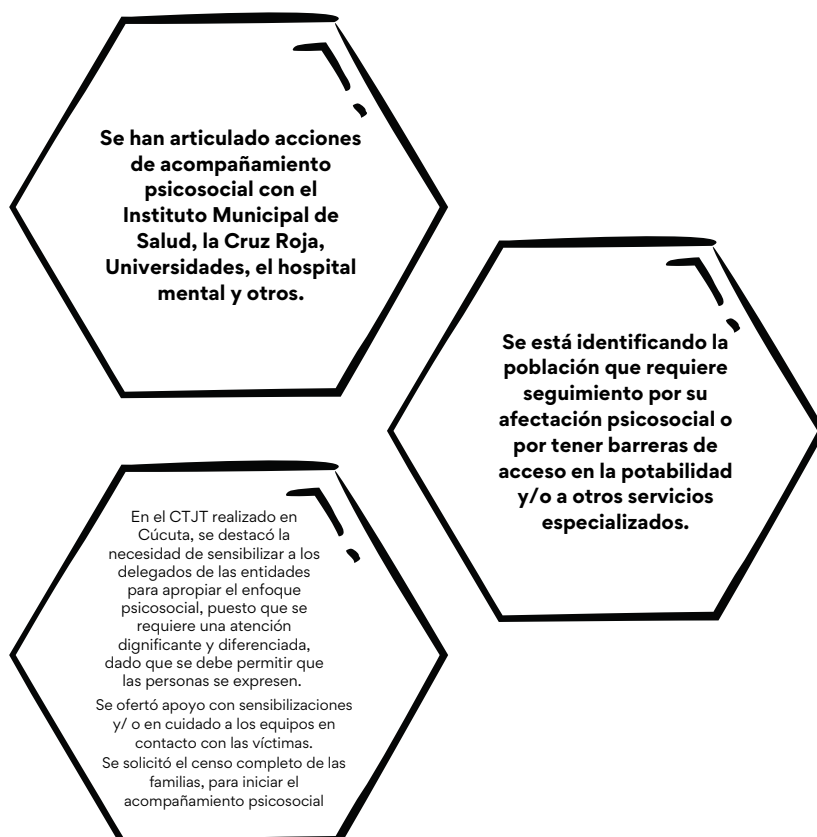 Se han articulado acciones
de acompañamiento
psicosocial con el
Instituto Municipal de
Salud, la Cruz Roja,
Universidades, el hospital
mental y otros.
Se está identificando la
población que requiere
seguimiento por su
afectación psicosocial o
por tener barreras de
acceso en la potabilidad
y/o a otros servicios
especializados.
En el CTJT realizado en
Cúcuta, se destacó la
necesidad de sensibilizar a los
delegados de las entidades
para apropiar el enfoque
psicosocial, puesto que se
requiere una atención
dignificante y diferenciada,
dado que se debe permitir que
las personas se expresen.
Se ofertó apoyo con sensibilizaciones
y/ o en cuidado a los equipos en
contacto con las víctimas.
Se solicitó el censo completo de las
familias, para iniciar el
acompañamiento psicosocial